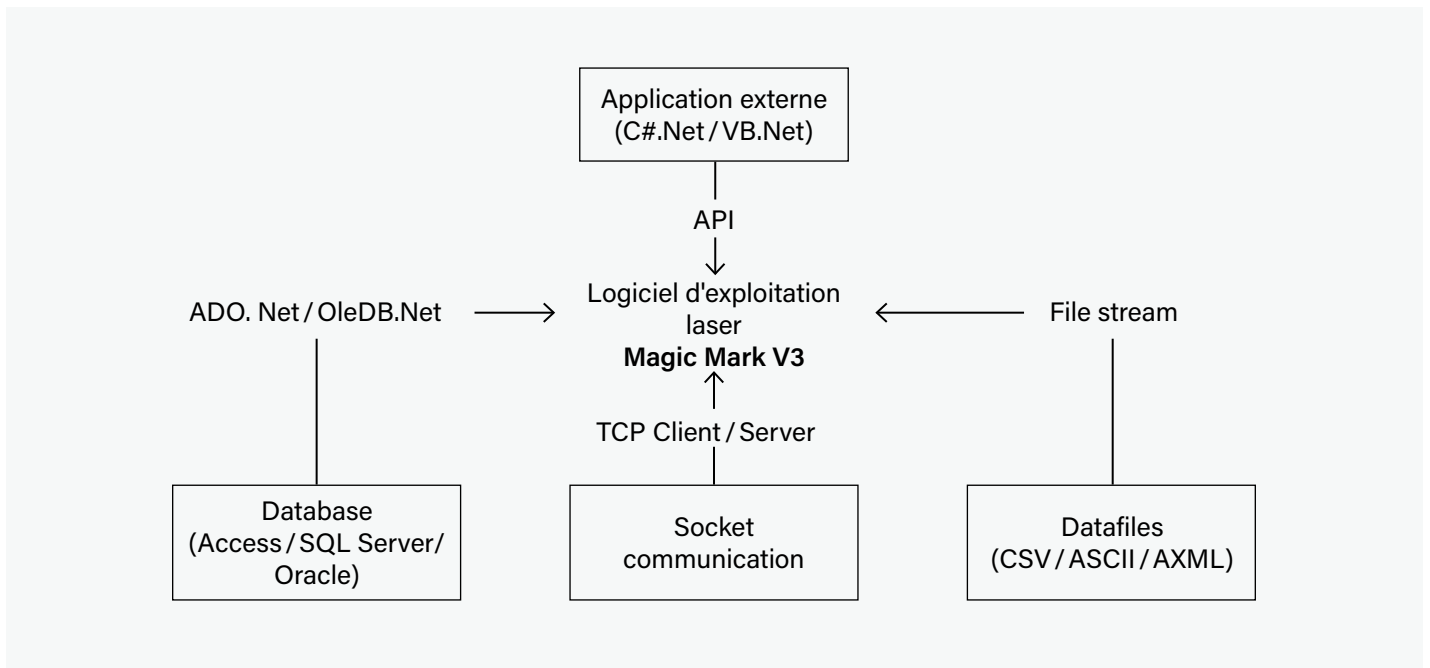 Application externe
(C#.Net / VB.Net)
API
Logiciel d'exploitation
laser
Magic Mark V3
ADO. Net / OleDB.Net
File stream
TCP Client / Server
Database
(Access / SQL Server/
Oracle)
Socket
communication
Datafiles
(CSV / ASCII / AXML)